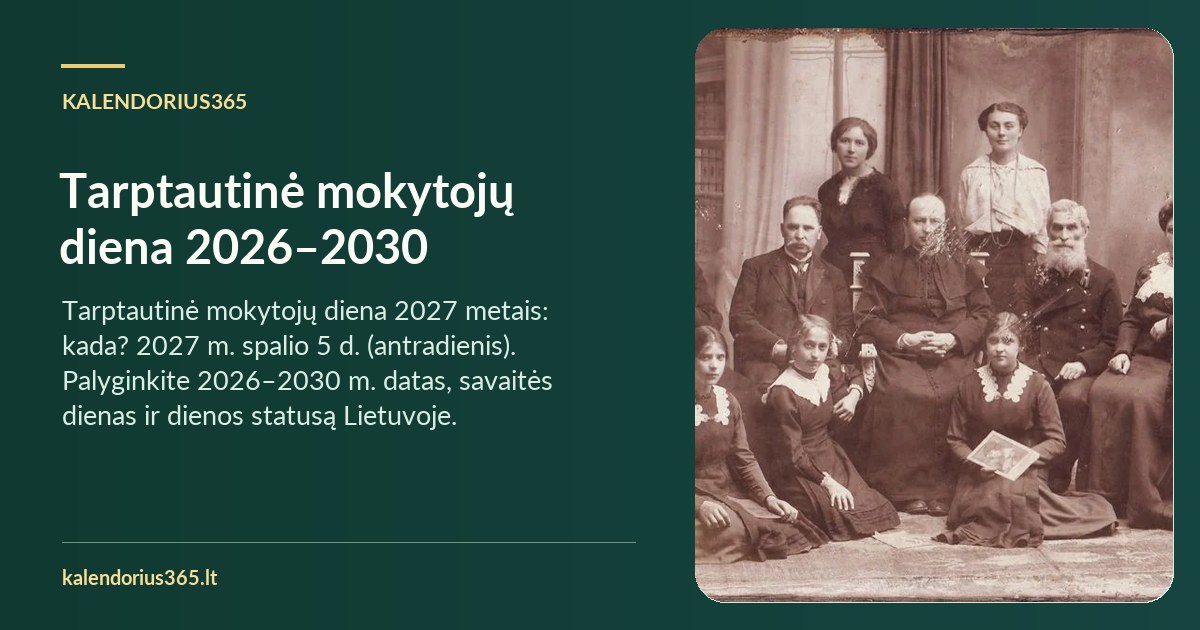 KALENDORIUS365
Tarptautinė mokytojų
diena 2026–2030
Tarptautinė mokytojų diena 2027 metais:
kada? 2027 m. spalio 5 d. (antradienis).
Palyginkite 2026–2030 m. datas, savaitės
dienas ir dienos statusą Lietuvoje.
kalendorius365.lt